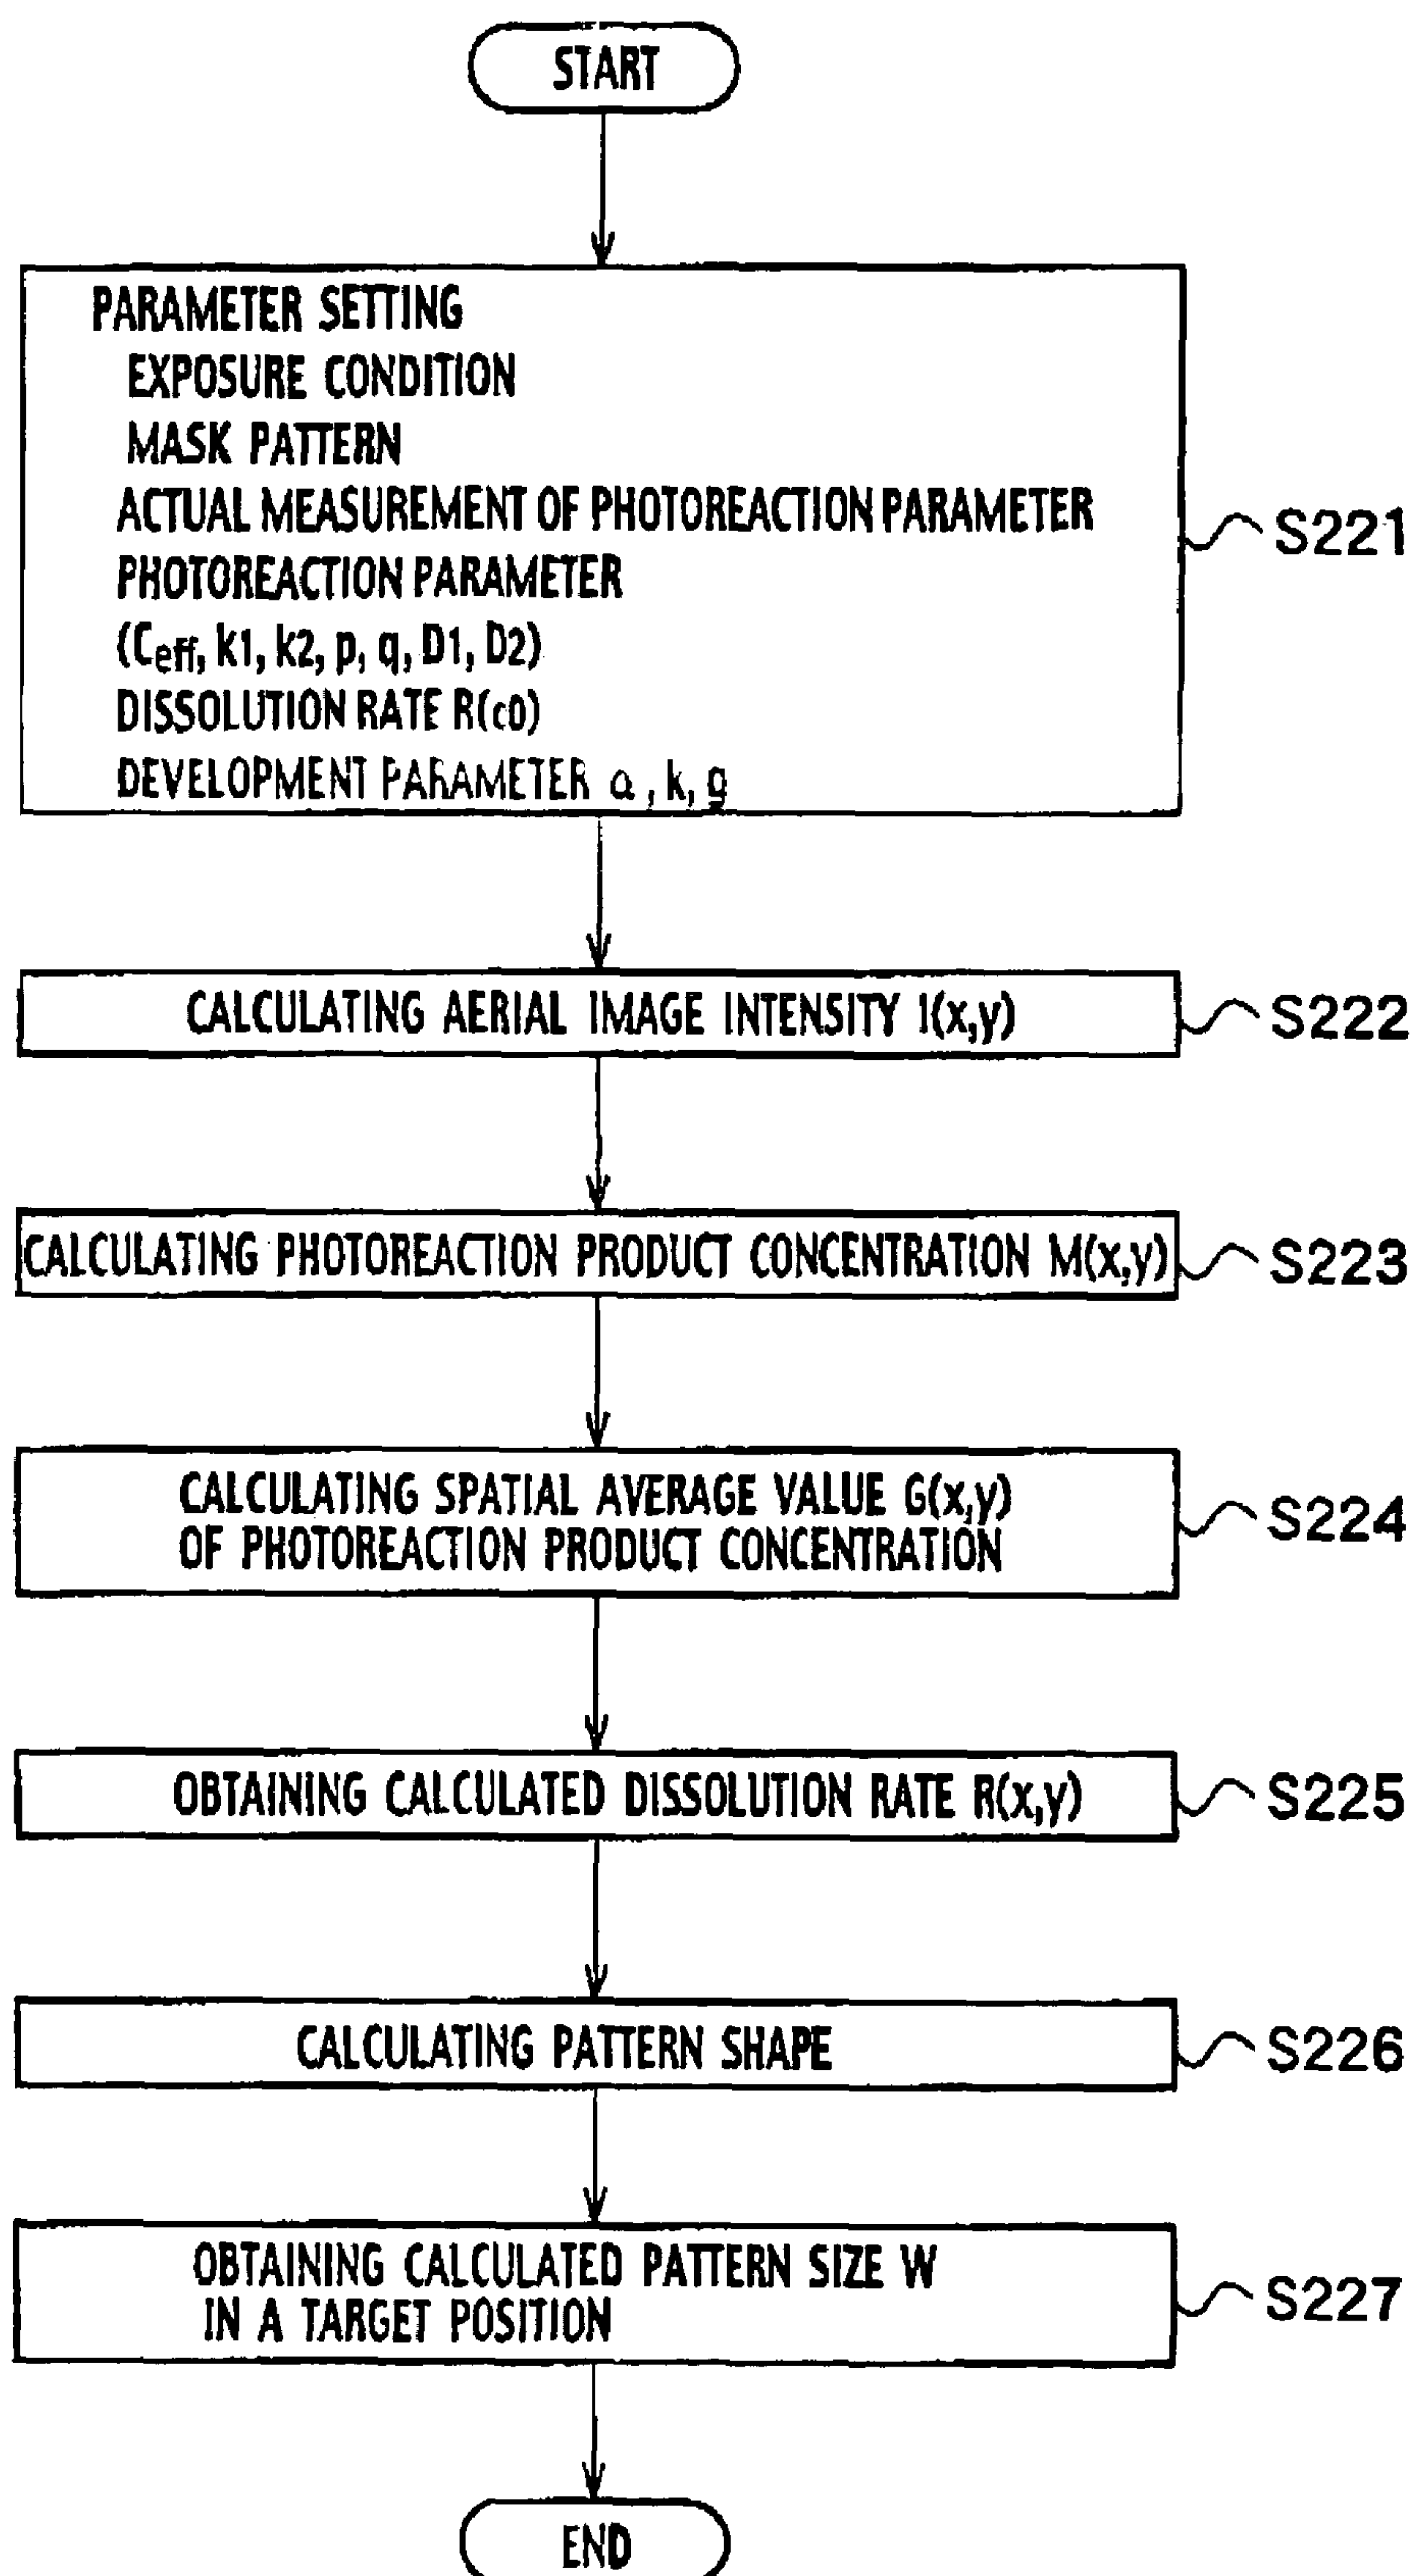 START
PARAMETER SETTING
EXPOSURE CONDITION
MASK PATTERN
ACTUAL MEASUREMENT OF PHOTOREACTION PARAMETER
PHOTOREACTION PARAMETER
(Ceff, k1, k2, p, q, D1, D2)
DISSOLUTION RATE R(c0)
DEVELOPMENT PARAMETER α, k, g
S221
CALCULATING AERIAL IMAGE INTENSITY I(x,y)
S222
CALCULATING PHOTOREACTION PRODUCT CONCENTRATION M(x,y)
S223
CALCULATING SPATIAL AVERAGE VALUE G(x,y)
OF PHOTOREACTION PRODUCT CONCENTRATION
S224
OBTAINING CALCULATED DISSOLUTION RATE R(x,y)
S225
CALCULATING PATTERN SHAPE
S226
OBTAINING CALCULATED PATTERN SIZE W
IN A TARGET POSITION
S227
END